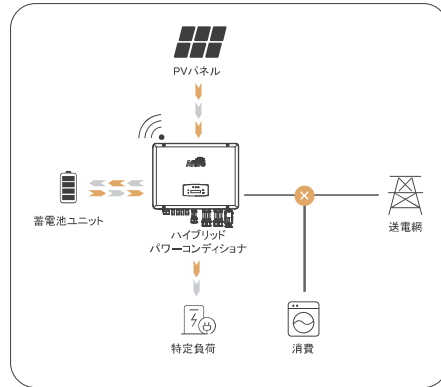 PVパネル
蓄電池ユニット
ハイブリッド
パワーコンディショナ
送電網
特定負荷
消費